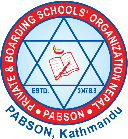 PRIVATE & BOARDING SCHOOLS' ORGANIZATION NEPAL
ESTD.
PABSON
PABSON, Kathmandu